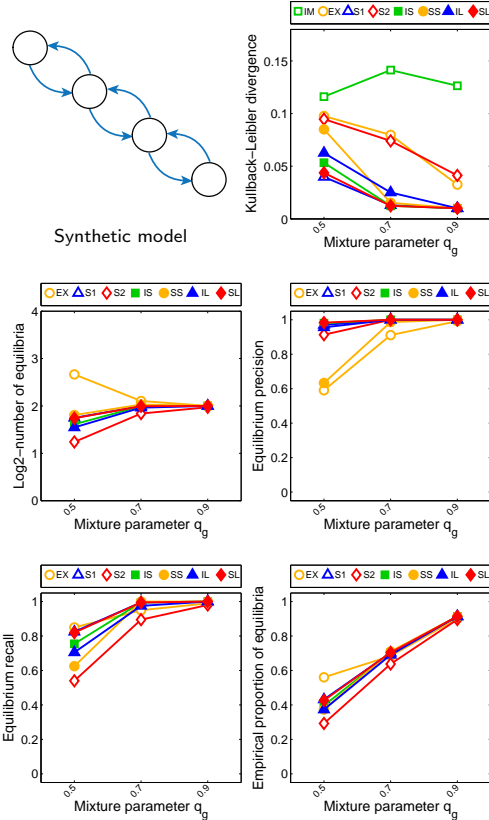 Synthetic model
IM EX S1 S2 IS SS IL SL
Kullback−Leibler divergence
0.15
0.1
0.05
0
0.5 0.7 0.9
Mixture parameter qg
EX S1 S2 IS SS IL SL
Log2−number of equilibria
4
3
2
1
0
0.5 0.7 0.9
Mixture parameter qg
EX S1 S2 IS SS IL SL
Equilibrium precision
1
0.8
0.6
0.4
0.2
0
0.5 0.7 0.9
Mixture parameter qg
EX S1 S2 IS SS IL SL
Equilibrium recall
1
0.8
0.6
0.4
0.2
0
0.5 0.7 0.9
Mixture parameter qg
EX S1 S2 IS SS IL SL
Empirical proportion of equilibria
1
0.8
0.6
0.4
0.2
0
0.5 0.7 0.9
Mixture parameter qg